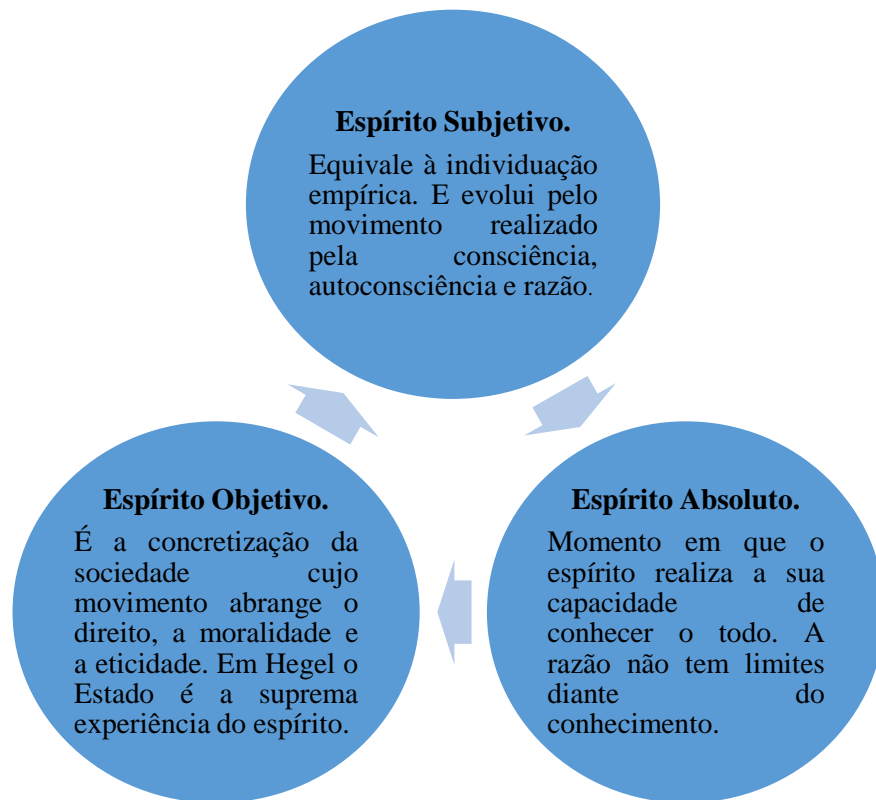 Espírito Subjetivo.
Equivale à individuação
empírica. E evolui pelo
movimento realizado
pela consciência,
autoconsciência e razão.
Espírito Objetivo.
É a concretização da
sociedade cujo
movimento abrange o
direito, a moralidade e
a eticidade. Em Hegel o
Estado é a suprema
experiência do espírito.
Espírito Absoluto.
Momento em que o
espírito realiza a sua
capacidade de
conhecer o todo. A
razão não tem limites
diante do
conhecimento.